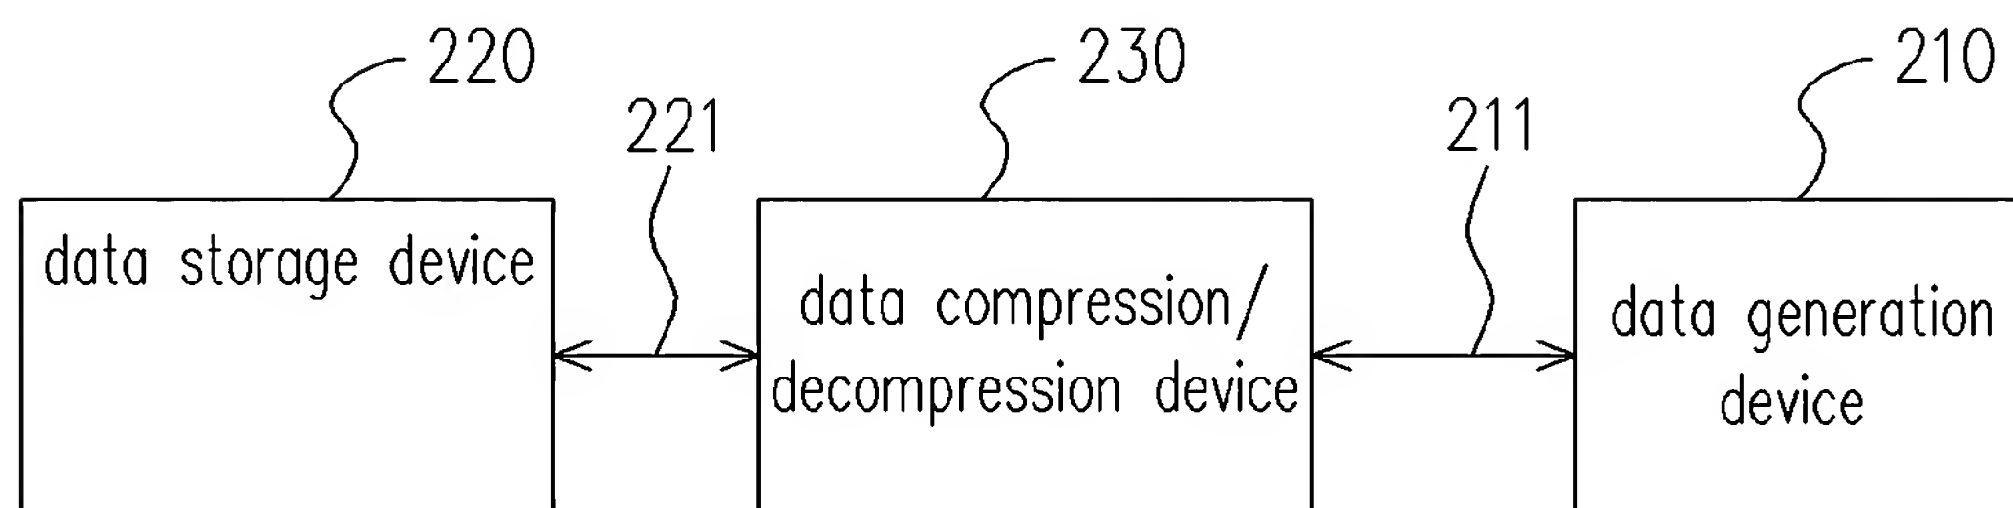 220
230
210
221
211
data storage device
data compression/
decompression device
data generation
device